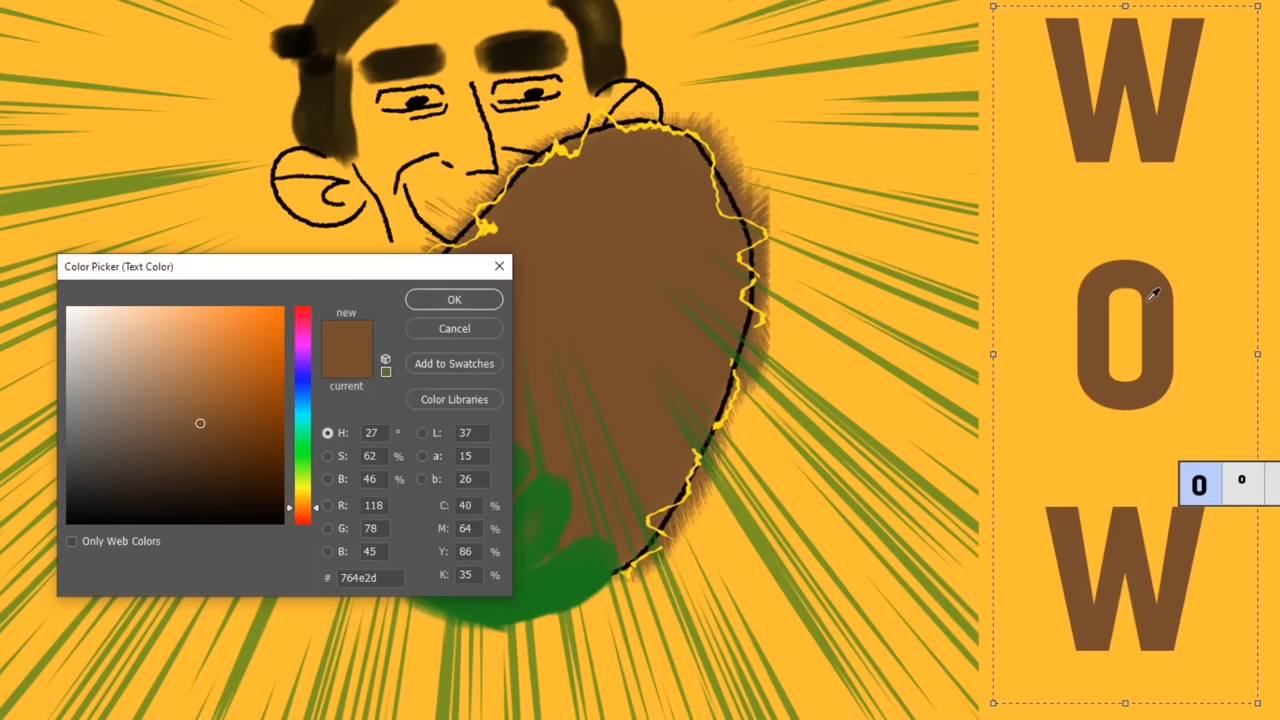 Color Picker (Text Color)
new
current
OK
Cancel
Add to Swatches
Color Libraries
H: 27 °
S: 62 %
B: 46 %
R: 118
G: 78
B: 45
L: 37
a: 15
b: 26
C: 40 %
M: 64 %
Y: 86 %
K: 35 %
# 764e2d
Only Web Colors
W
O
W
O o